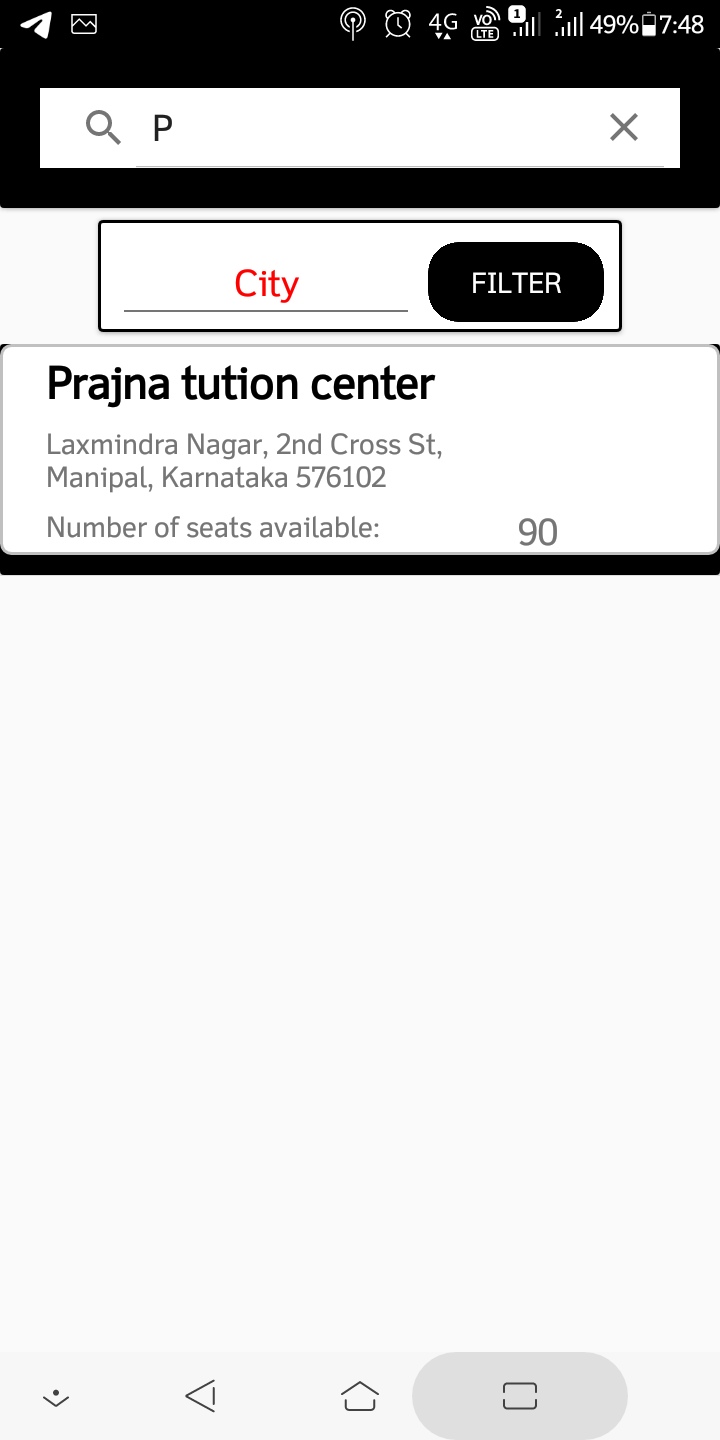 4G VO LTE 1 2 49% 7:48
P
City FILTER
Prajna tution center
Laxmindra Nagar, 2nd Cross St,
Manipal, Karnataka 576102
Number of seats available: 90